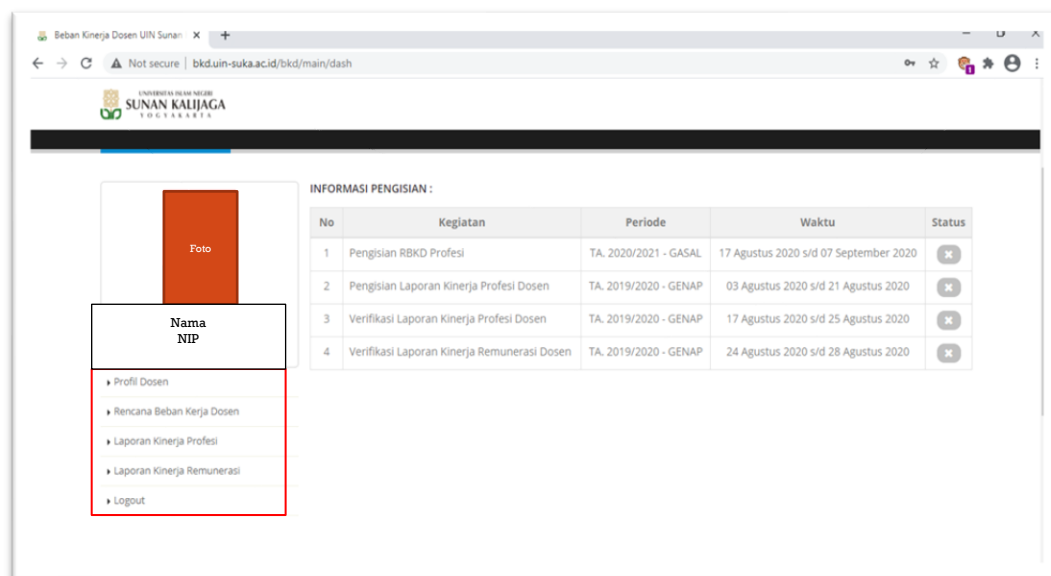 Beban Kinerja Dosen UIN Sunan
Not secure | bkd.uin-suka.ac.id/bkd/main/dash
1
UNIVERSITAS ISLAM NEGERI
SUNAN KALIJAGA
YOGYAKARTA
Foto
Nama
NIP
Profil Dosen
Rencana Beban Kerja Dosen
Laporan Kinerja Profesi
Laporan Kinerja Remunerasi
Logout
INFORMASI PENGISIAN :
No Kegiatan Periode Waktu Status
1 Pengisian RBKD Profesi TA. 2020/2021 - GASAL 17 Agustus 2020 s/d 07 September 2020
2 Pengisian Laporan Kinerja Profesi Dosen TA. 2019/2020 - GENAP 03 Agustus 2020 s/d 21 Agustus 2020
3 Verifikasi Laporan Kinerja Profesi Dosen TA. 2019/2020 - GENAP 17 Agustus 2020 s/d 25 Agustus 2020
4 Verifikasi Laporan Kinerja Remunerasi Dosen TA. 2019/2020 - GENAP 24 Agustus 2020 s/d 28 Agustus 2020